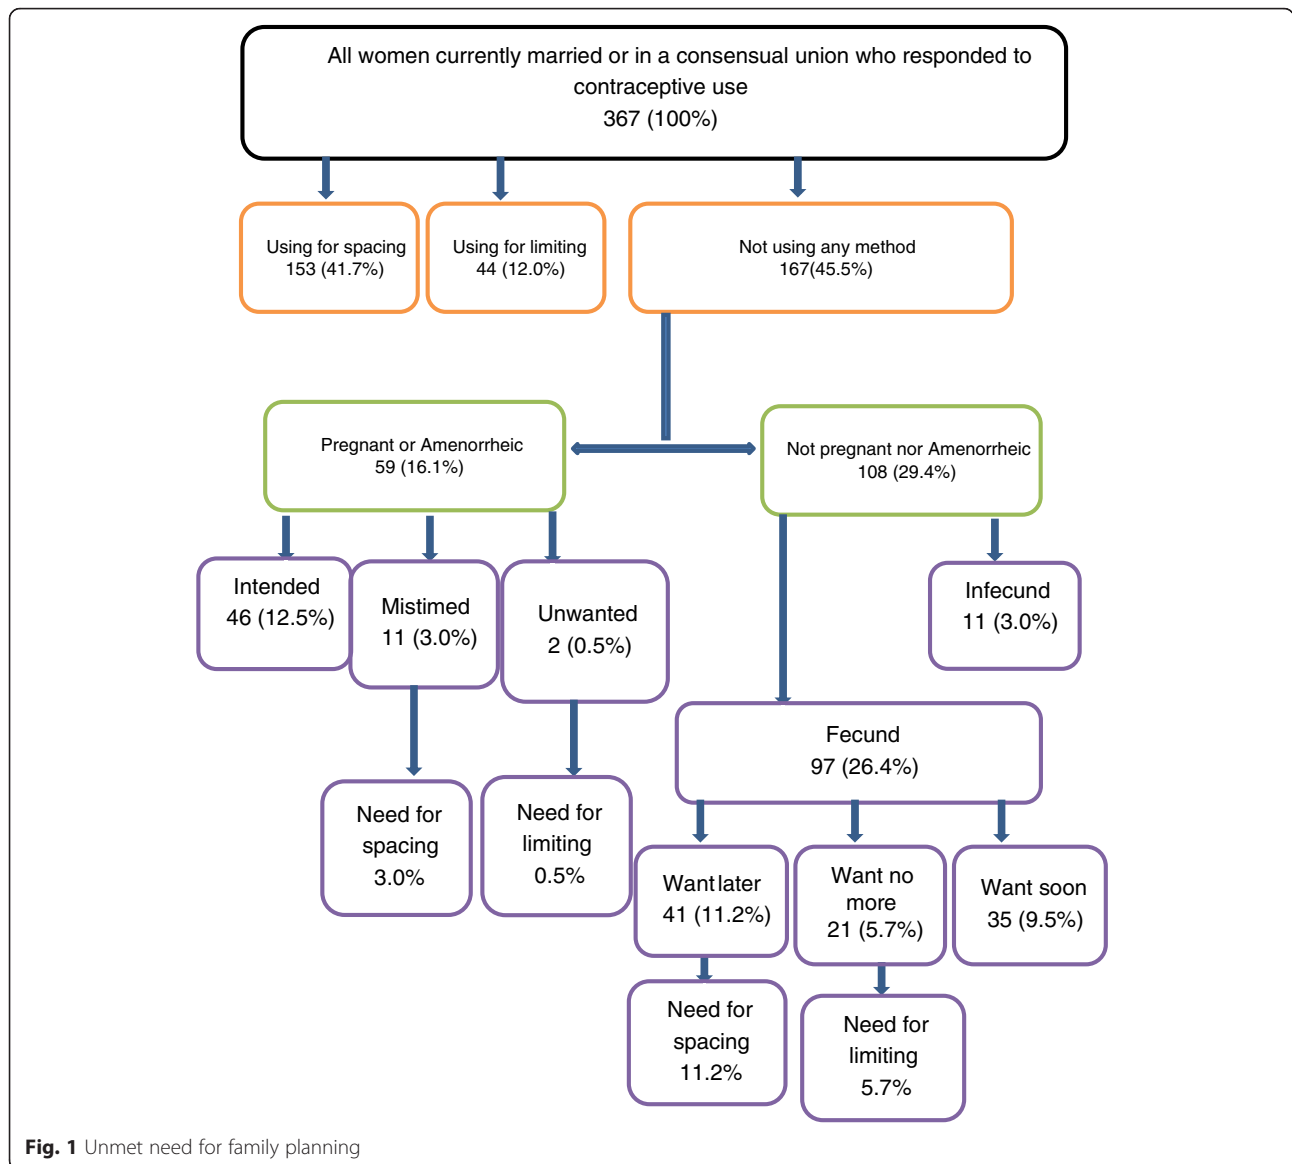 All women currently married or in a consensual union who responded to
contraceptive use
367 (100%)
Using for spacing
153 (41.7%)
Using for limiting
44 (12.0%)
Not using any method
167(45.5%)
Pregnant or Amenorrheic
59 (16.1%)
Not pregnant nor Amenorrheic
108 (29.4%)
Intended
46 (12.5%)
Mistimed
11 (3.0%)
Unwanted
2 (0.5%)
Infecund
11 (3.0%)
Fecund
97 (26.4%)
Need for
spacing
3.0%
Need for
limiting
0.5%
Want later
41 (11.2%)
Want no
more
21 (5.7%)
Want soon
35 (9.5%)
Need for
spacing
11.2%
Need for
limiting
5.7%
Fig. 1 Unmet need for family planning